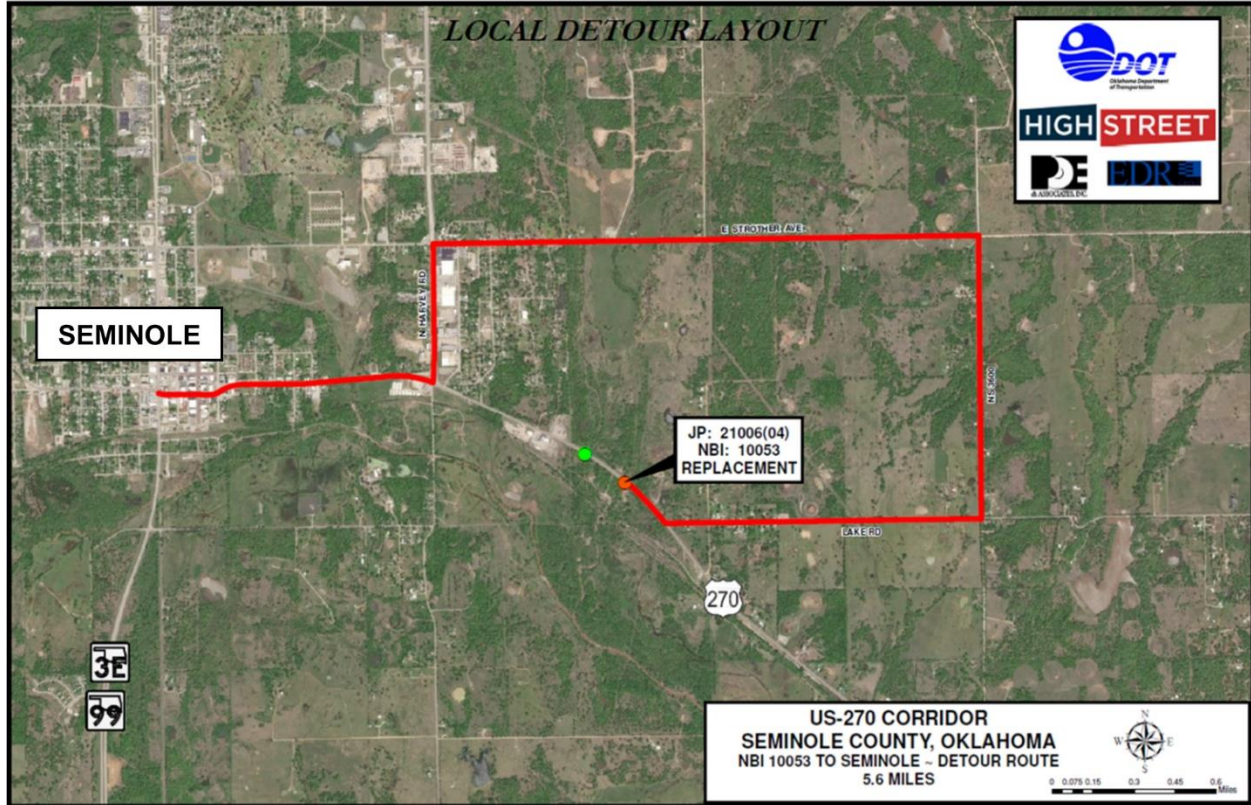 LOCAL DETOUR LAYOUT
DOT
Oklahoma Department
of Transportation
HIGH STREET
PDE
& ASSOCIATES, INC.
EDR
E STROTHER AVE
N HARVEY RD
SEMINOLE
JP: 21006(04)
NBI: 10053
REPLACEMENT
LAKE RD
270
3E
99
US-270 CORRIDOR
SEMINOLE COUNTY, OKLAHOMA
NBI 10053 TO SEMINOLE ~ DETOUR ROUTE
5.6 MILES
N
W E
S
0 0.075 0.15 0.3 0.45 0.6
Miles